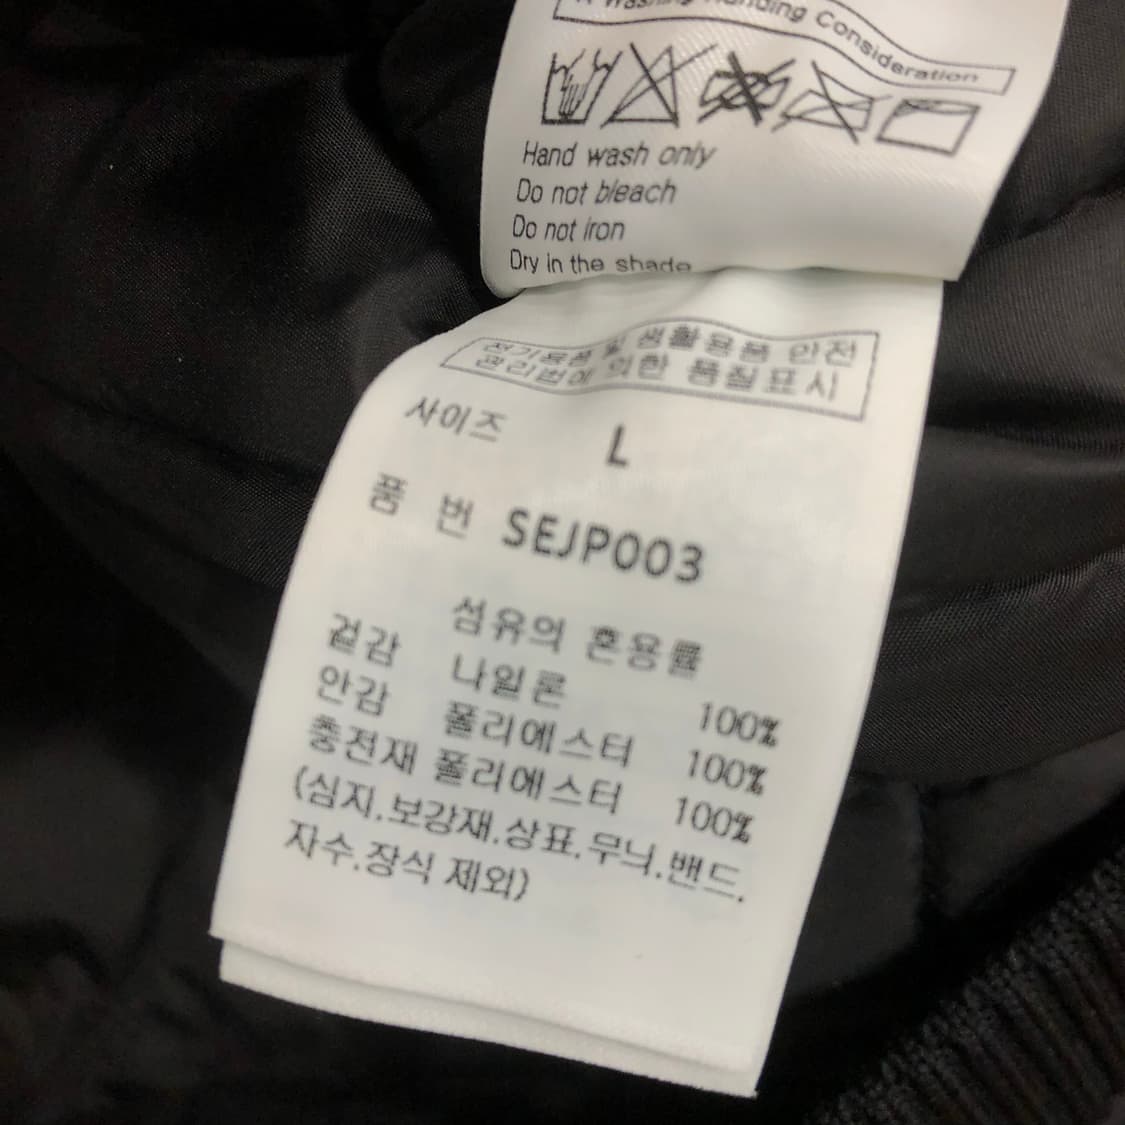 Washing Handing Consideration
Hand wash only
Do not bleach
Do not iron
Dry in the shade
전기용품 및 생활용품 안전
관리법에 의한 품질표시
사이즈 L
품 번 SEJP003
섬유의 혼용률
겉감 나일론 100%
안감 폴리에스터 100%
충전재 폴리에스터 100%
(심지.보강재.상표.무늬.밴드.
자수.장식 제외)